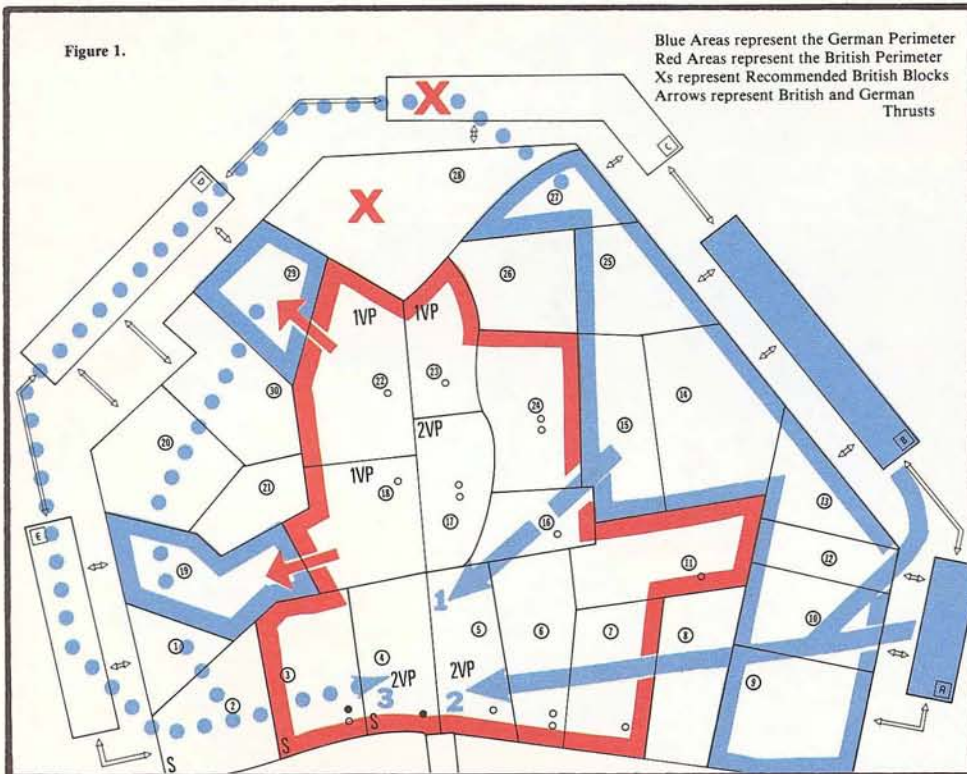 Figure 1.
Blue Areas represent the German Perimeter
Red Areas represent the British Perimeter
Xs represent Recommended British Blocks
Arrows represent British and German
Thrusts
X
C
D
28
X
27
29
25
26
1VP
1VP
22
23
30
24
14
15
B
20
2VP
1VP
21
18
17
16
13
E
19
12
11
1
10
1
5
6
7
8
3
4
2VP
2VP
9
2
3
2
A
S
S
S